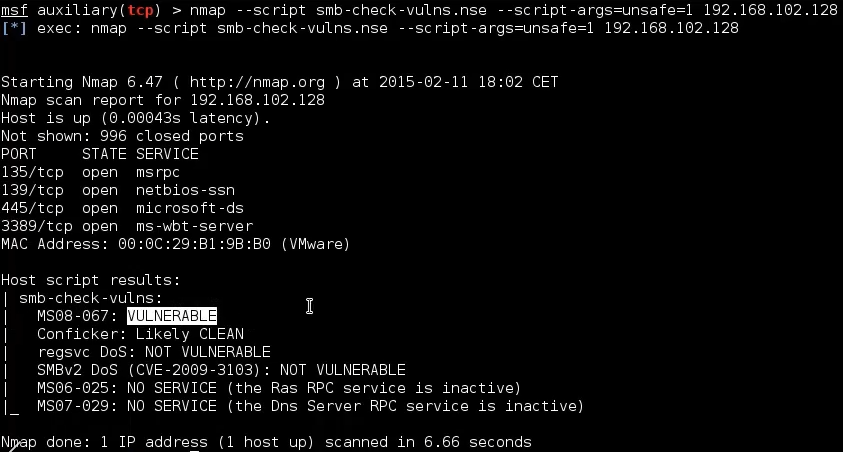 msf auxiliary(tcp) > nmap --script smb-check-vulns.nse --script-args=unsafe=1 192.168.102.128
[*] exec: nmap --script smb-check-vulns.nse --script-args=unsafe=1 192.168.102.128
Starting Nmap 6.47 ( http://nmap.org ) at 2015-02-11 18:02 CET
Nmap scan report for 192.168.102.128
Host is up (0.00043s latency).
Not shown: 996 closed ports
PORT     STATE SERVICE
135/tcp  open  msrpc
139/tcp  open  netbios-ssn
445/tcp  open  microsoft-ds
3389/tcp open  ms-wbt-server
MAC Address: 00:0C:29:B1:9B:B0 (VMware)
Host script results:
| smb-check-vulns:
|   MS08-067: VULNERABLE
|   Conficker: Likely CLEAN
|   regsvc DoS: NOT VULNERABLE
|   SMBv2 DoS (CVE-2009-3103): NOT VULNERABLE
|   MS06-025: NO SERVICE (the Ras RPC service is inactive)
|_  MS07-029: NO SERVICE (the Dns Server RPC service is inactive)
Nmap done: 1 IP address (1 host up) scanned in 6.66 seconds